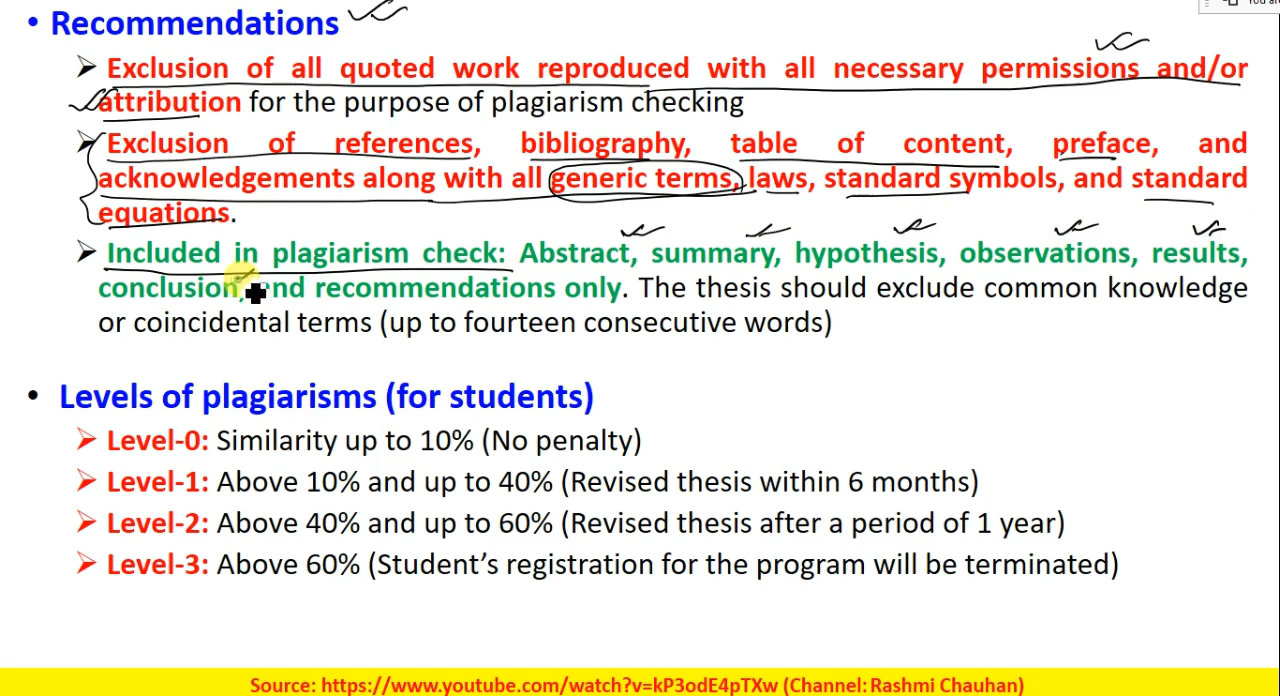 • Recommendations
➢ Exclusion of all quoted work reproduced with all necessary permissions and/or
attribution for the purpose of plagiarism checking
➢ Exclusion of references, bibliography, table of content, preface, and
acknowledgements along with all generic terms, laws, standard symbols, and standard
equations.
➢ Included in plagiarism check: Abstract, summary, hypothesis, observations, results,
conclusion, and recommendations only. The thesis should exclude common knowledge
or coincidental terms (up to fourteen consecutive words)
• Levels of plagiarisms (for students)
➢ Level-0: Similarity up to 10% (No penalty)
➢ Level-1: Above 10% and up to 40% (Revised thesis within 6 months)
➢ Level-2: Above 40% and up to 60% (Revised thesis after a period of 1 year)
➢ Level-3: Above 60% (Student’s registration for the program will be terminated)
Source: https://www.youtube.com/watch?v=kP3odE4pTXw (Channel: Rashmi Chauhan)